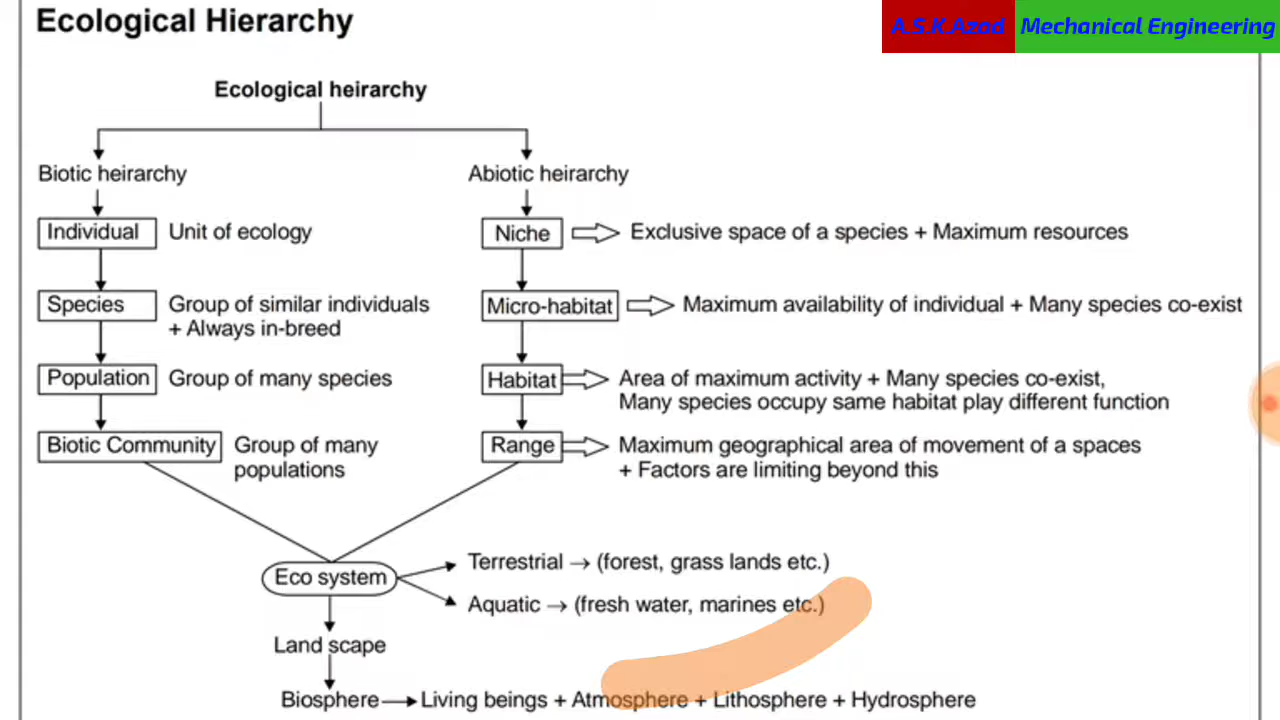 Ecological Hierarchy
A.S.K.Azad Mechanical Engineering
Ecological heirarchy
Biotic heirarchy
Abiotic heirarchy
Individual Unit of ecology
Niche Exclusive space of a species + Maximum resources
Species Group of similar individuals
+ Always in-breed
Micro-habitat Maximum availability of individual + Many species co-exist
Population Group of many species
Habitat Area of maximum activity + Many species co-exist,
Many species occupy same habitat play different function
Biotic Community Group of many
populations
Range Maximum geographical area of movement of a spaces
+ Factors are limiting beyond this
Eco system
Terrestrial → (forest, grass lands etc.)
Aquatic → (fresh water, marines etc.)
Land scape
Biosphere → Living beings + Atmosphere + Lithosphere + Hydrosphere